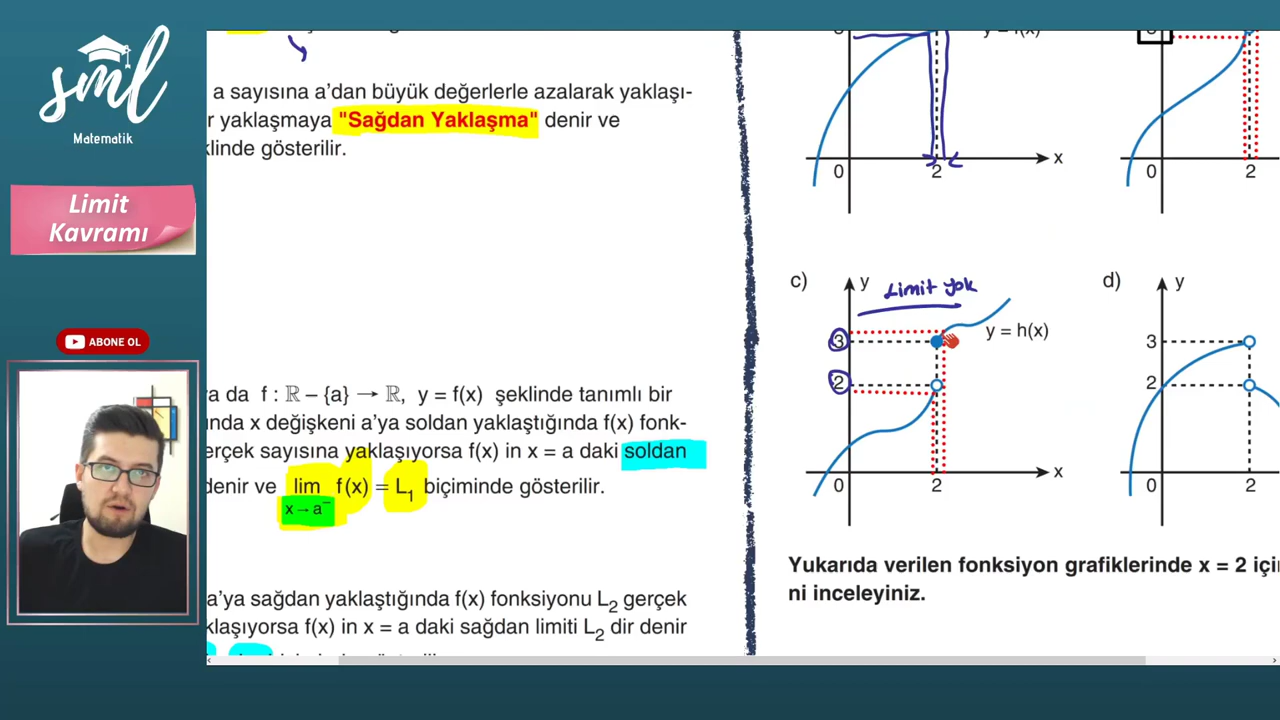 sml
Matematik
Limit
Kavramı
ABONE OL
a sayısına a'dan büyük değerlerle azalarak yaklaşı-
r yaklaşmaya "Sağdan Yaklaşma" denir ve
klinde gösterilir.
ya da f : ℝ – {a} → ℝ, y = f(x) şeklinde tanımlı bir
nda x değişkeni a'ya soldan yaklaştığında f(x) fonk-
erçek sayısına yaklaşıyorsa f(x) in x = a daki soldan
denir ve lim f(x) = L₁ biçiminde gösterilir.
x → a⁻
a'ya sağdan yaklaştığında f(x) fonksiyonu L₂ gerçek
klaşıyorsa f(x) in x = a daki sağdan limiti L₂ dir denir
0 2 x
0 2
c) y Limit yok
3 y = h(x)
2
0 2 x
d) y
3
2
0 2
Yukarıda verilen fonksiyon grafiklerinde x = 2 içi
ni inceleyiniz.